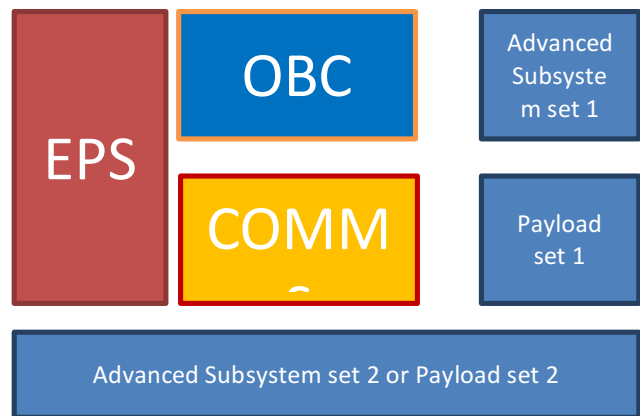 EPS
OBC
Advanced
Subsyste
m set 1
COMM
Payload
set 1
Advanced Subsystem set 2 or Payload set 2